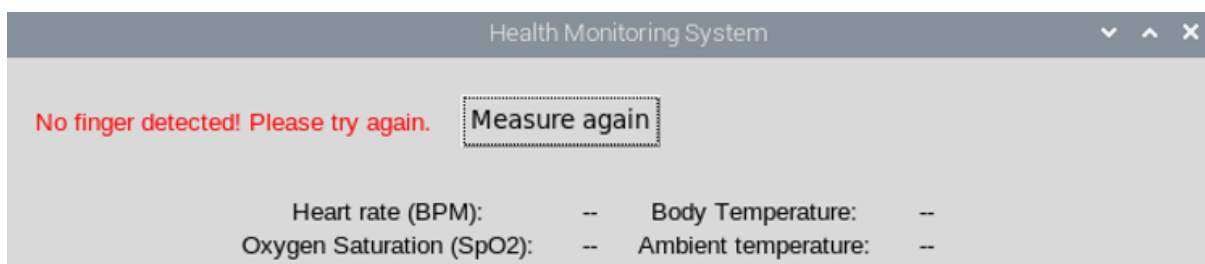 Health Monitoring System
No finger detected! Please try again. Measure again
Heart rate (BPM): -- Body Temperature: --
Oxygen Saturation (SpO2): -- Ambient temperature: --